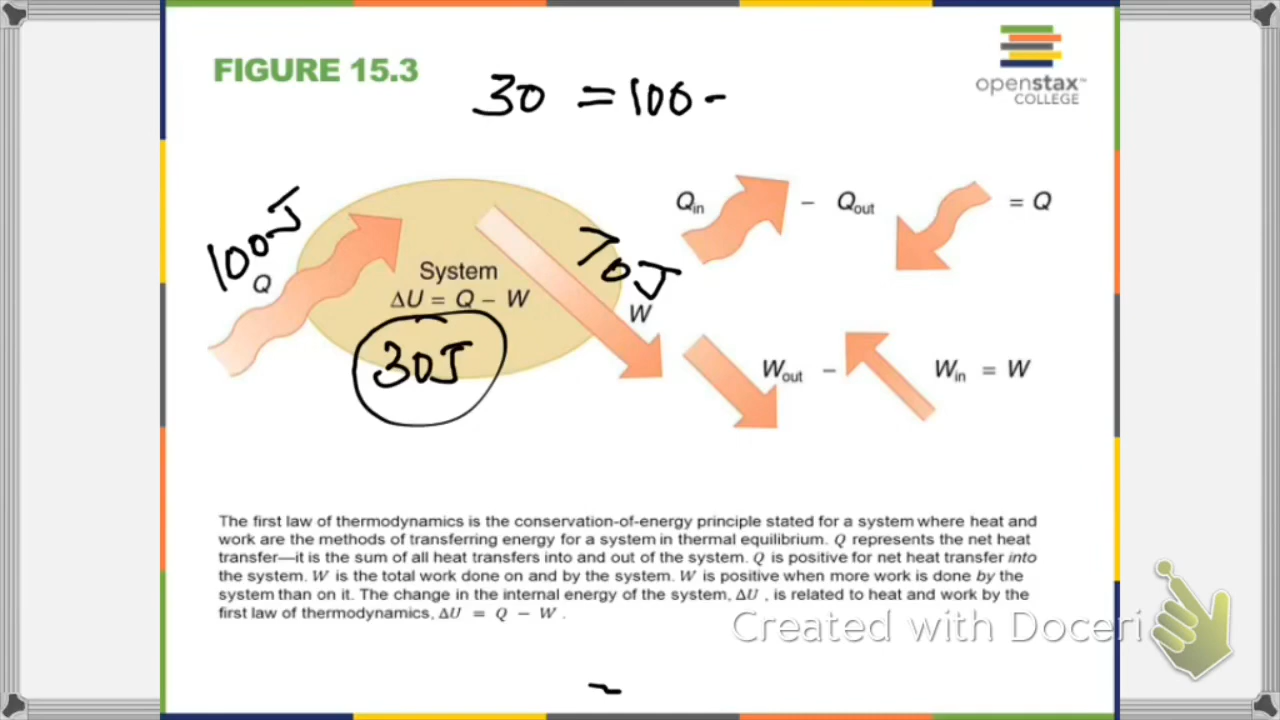 FIGURE 15.3
openstax™
COLLEGE
30 = 100 -
100J
Q
System
ΔU = Q – W
30J
70J
W
Qin – Qout = Q
Wout – Win = W
The first law of thermodynamics is the conservation-of-energy principle stated for a system where heat and
work are the methods of transferring energy for a system in thermal equilibrium. Q represents the net heat
transfer—it is the sum of all heat transfers into and out of the system. Q is positive for net heat transfer into
the system. W is the total work done on and by the system. W is positive when more work is done by the
system than on it. The change in the internal energy of the system, ΔU , is related to heat and work by the
first law of thermodynamics, ΔU = Q − W .
Created with Doceri